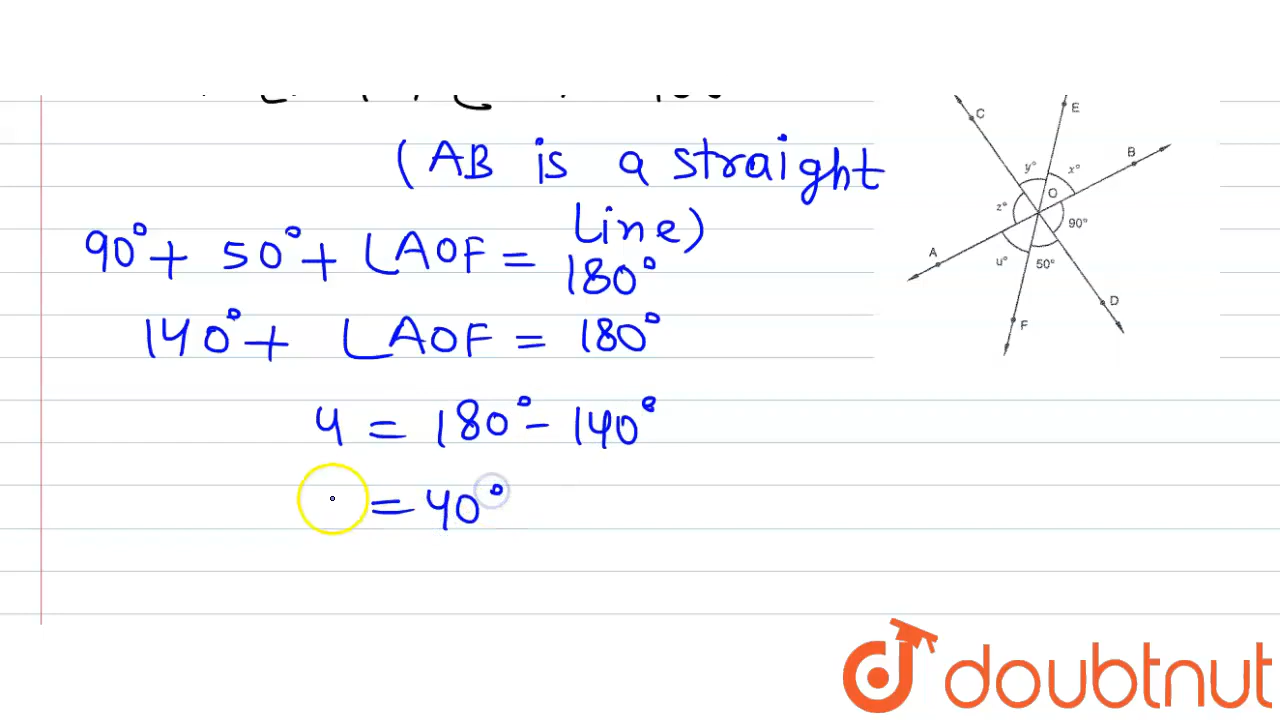 (AB is a straight
Line)
90° + 50° + ∠AOF = 180°
140° + ∠AOF = 180°
u = 180° - 140°
= 40°
C
E
B
y°
x°
O
z°
90°
A
u°
50°
D
F
doubtnut